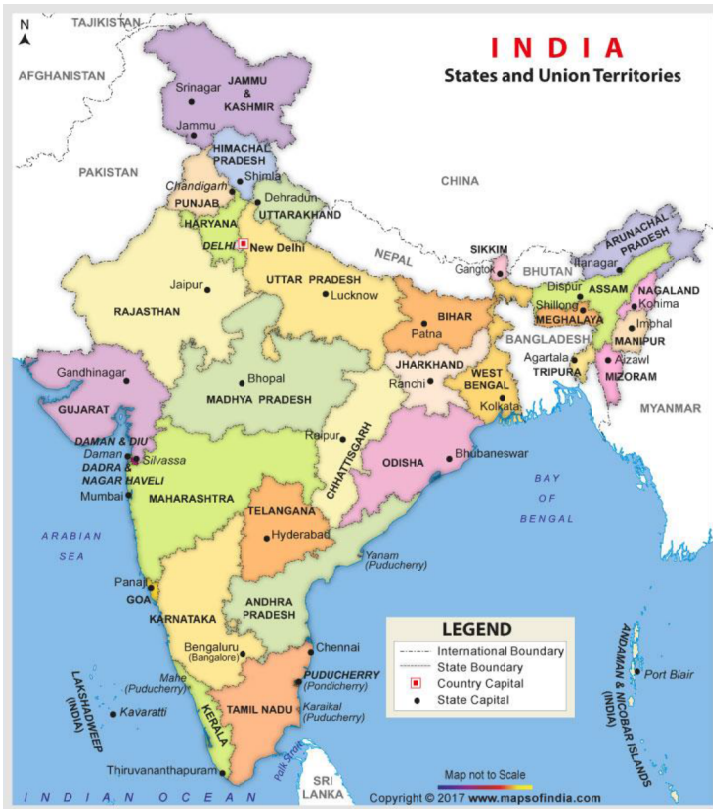 N
INDIA
States and Union Territories
TAJIKISTAN
AFGHANISTAN
PAKISTAN
CHINA
NEPAL
BHUTAN
BANGLADESH
MYANMAR
SRI
LANKA
JAMMU
&
KASHMIR
Srinagar
Jammu
HIMACHAL
PRADESH
Shimla
Chandigarh
PUNJAB
Dehradun
UTTARAKHAND
HARYANA
DELHI
New Delhi
RAJASTHAN
Jaipur
UTTAR PRADESH
Lucknow
BIHAR
Patna
SIKKIM
Gangtok
ARUNACHAL
PRADESH
Itanagar
ASSAM
Dispur
NAGALAND
Kohima
Shillong
MEGHALAYA
Imphal
MANIPUR
Agartala
TRIPURA
Aizawl
MIZORAM
WEST
BENGAL
Kolkata
JHARKHAND
Ranchi
Gandhinagar
GUJARAT
Bhopal
MADHYA PRADESH
Raipur
CHHATTISGARH
ODISHA
Bhubaneswar
DAMAN & DIU
Daman
Silvassa
DADRA &
NAGAR HAVELI
Mumbai
MAHARASHTRA
TELANGANA
Hyderabad
Yanam
(Puducherry)
ARABIAN
SEA
BAY
OF
BENGAL
Panaji
GOA
KARNATAKA
ANDHRA
PRADESH
Bengaluru
(Bangalore)
Chennai
Mahe
(Puducherry)
PUDUCHERRY
(Pondicherry)
Karaikal
(Puducherry)
TAMIL NADU
KERALA
Thiruvananthapuram
LAKSHADWEEP
(INDIA)
Kavaratti
Palk Strait
ANDAMAN & NICOBAR ISLANDS
(INDIA)
Port Blair
INDIAN OCEAN
LEGEND
International Boundary
State Boundary
Country Capital
State Capital
Map not to Scale
Copyright © 2017 www.mapsofindia.com